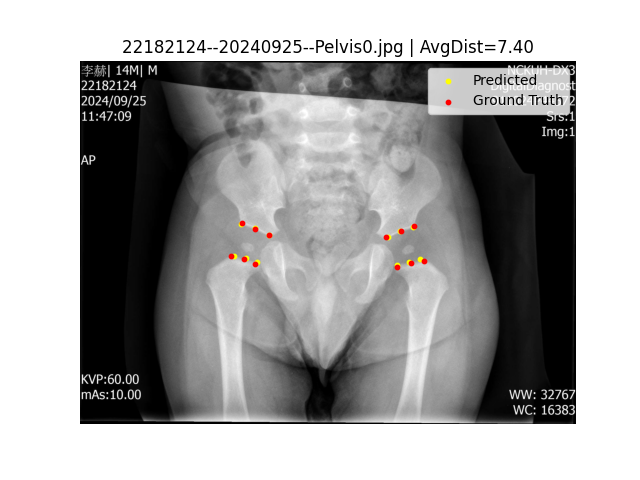 22182124--20240925--Pelvis0.jpg | AvgDist=7.40
李赫| 14M| M
22182124
2024/09/25
11:47:09
AP
NCKUH-DX3
DigitalDiagnost
Predicted
Ground Truth
Srs:1
Img:1
KVP:60.00
mAs:10.00
WW: 32767
WC: 16383